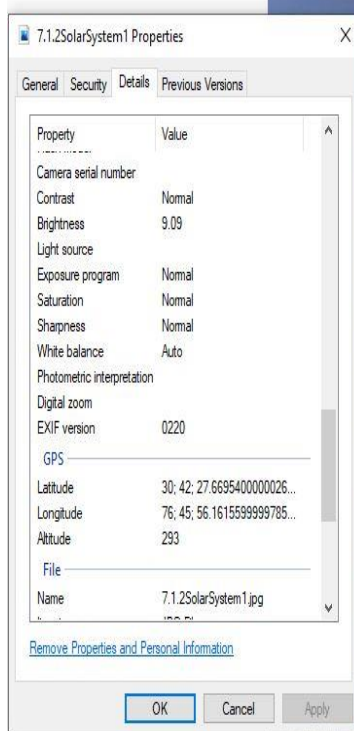 7.1.2SolarSystem1 Properties X
General Security Details Previous Versions
Property Value
Camera serial number
Contrast Normal
Brightness 9.09
Light source
Exposure program Normal
Saturation Normal
Sharpness Normal
White balance Auto
Photometric interpretation
Digital zoom
EXIF version 0220
GPS
Latitude 30; 42; 27.6695400000026...
Longitude 76; 45; 56.1615599999785...
Altitude 293
File
Name 7.1.2SolarSystem1.jpg
Remove Properties and Personal Information
OK Cancel Apply